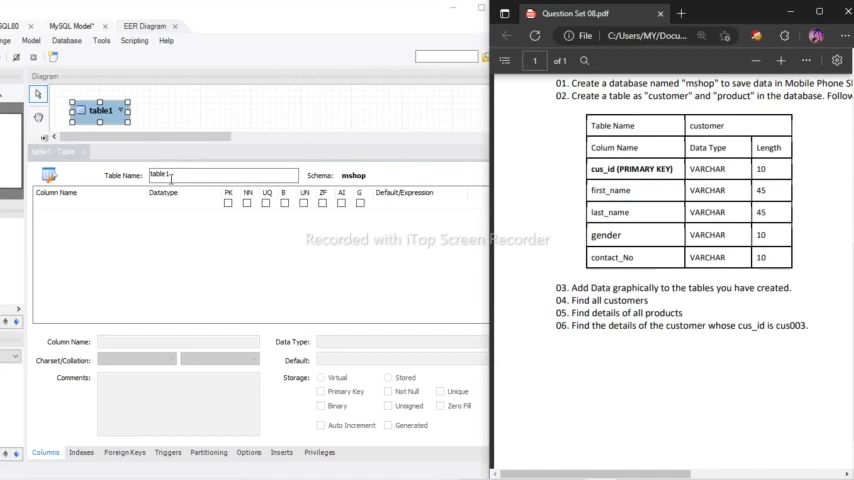 SQL80 × MySQL Model* × EER Diagram ×
nge Model Database Tools Scripting Help
Diagram
table1
table1 - Table ×
Table Name: table1 Schema: mshop
Column Name Datatype PK NN UQ B UN ZF AI G Default/Expression
Column Name: Data Type:
Charset/Collation: Default:
Comments: Storage: Virtual Stored
Primary Key Not Null Unique
Binary Unsigned Zero Fill
Auto Increment Generated
Columns Indexes Foreign Keys Triggers Partitioning Options Inserts Privileges
Recorded with iTop Screen Recorder
Question Set 08.pdf
File C:/Users/MY/Docu...
1 of 1
01. Create a database named "mshop" to save data in Mobile Phone S
02. Create a table as "customer" and "product" in the database. Follow
Table Name customer
Colum Name Data Type Length
cus_id (PRIMARY KEY) VARCHAR 10
first_name VARCHAR 45
last_name VARCHAR 45
gender VARCHAR 10
contact_No VARCHAR 10
03. Add Data graphically to the tables you have created.
04. Find all customers
05. Find details of all products
06. Find the details of the customer whose cus_id is cus003.